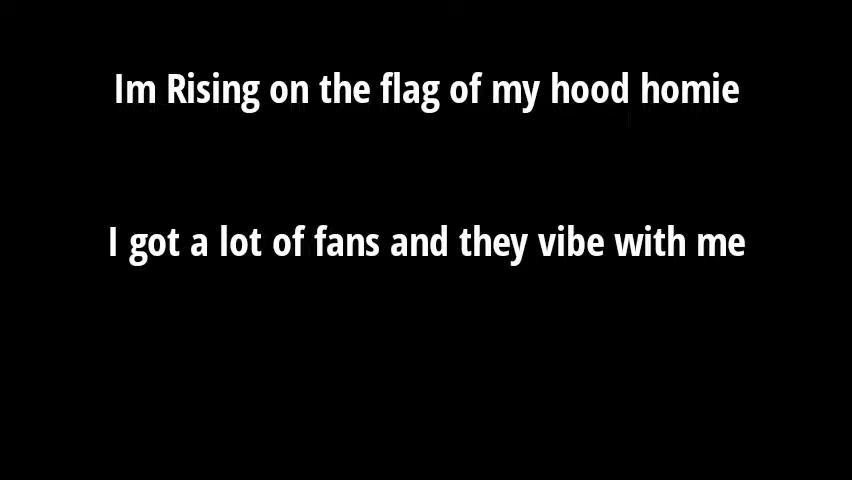 Im Rising on the flag of my hood homie
I got a lot of fans and they vibe with me